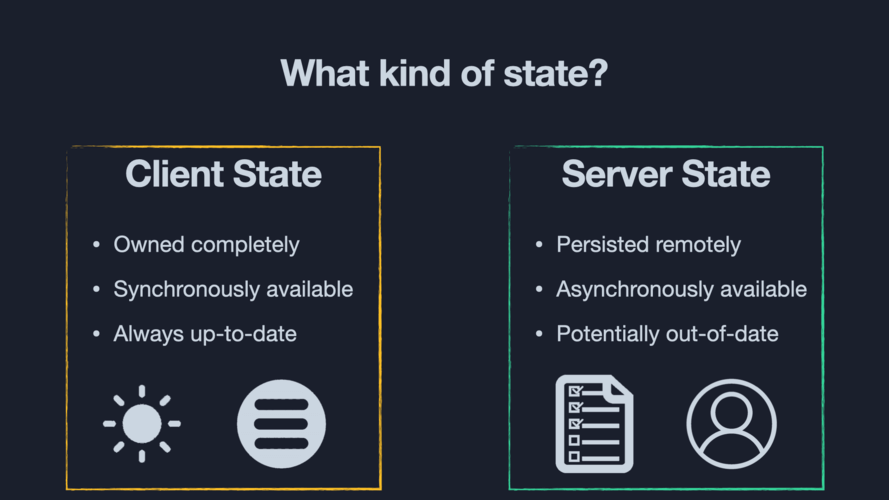 What kind of state?
Client State
• Owned completely
• Synchronously available
• Always up-to-date
Server State
• Persisted remotely
• Asynchronously available
• Potentially out-of-date